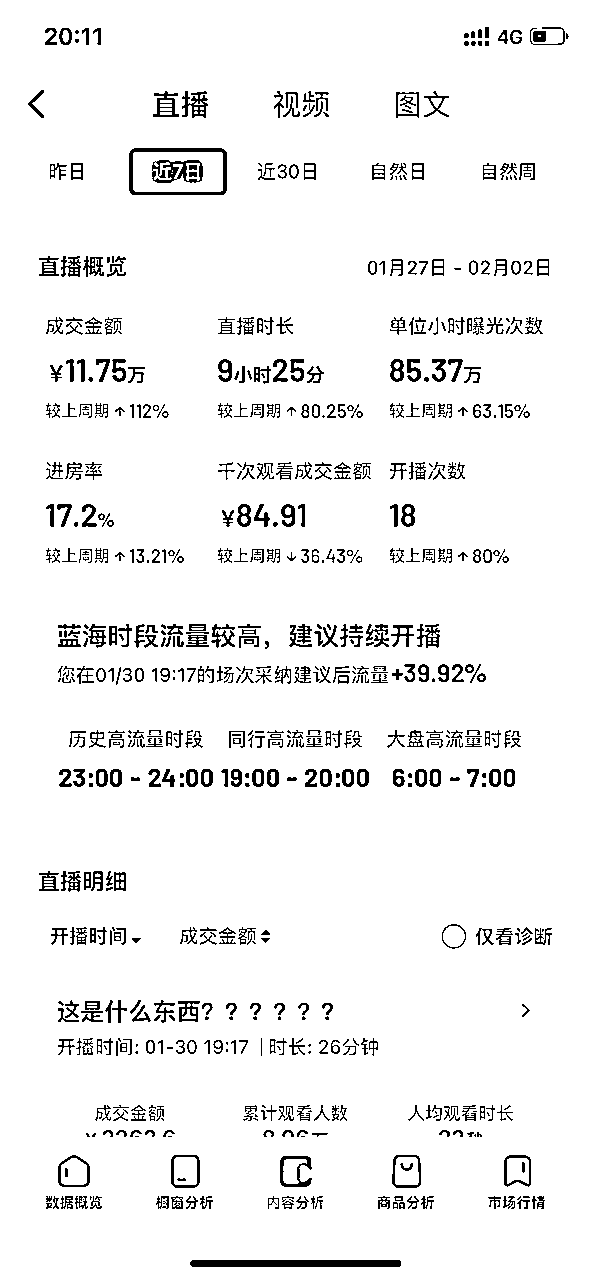 20:11 4G
直播 视频 图文
昨日 近7日 近30日 自然日 自然周
直播概览 01月27日 - 02月02日
成交金额 直播时长 单位小时曝光次数
¥11.75万 9小时25分 85.37万
较上周期↑112% 较上周期↑80.25% 较上周期↑63.15%
进房率 千次观看成交金额 开播次数
17.2% ¥84.91 18
较上周期↑13.21% 较上周期↓36.43% 较上周期↑80%
蓝海时段流量较高，建议持续开播
您在01/30 19:17的场次采纳建议后流量+39.92%
历史高流量时段 同行高流量时段 大盘高流量时段
23:00 - 24:00 19:00 - 20:00 6:00 - 7:00
直播明细
开播时间 成交金额 仅看诊断
这是什么东西？？？？？？
开播时间: 01-30 19:17 | 时长: 26分钟
成交金额 累计观看人数 人均观看时长
数据概览 橱窗分析 内容分析 商品分析 市场行情